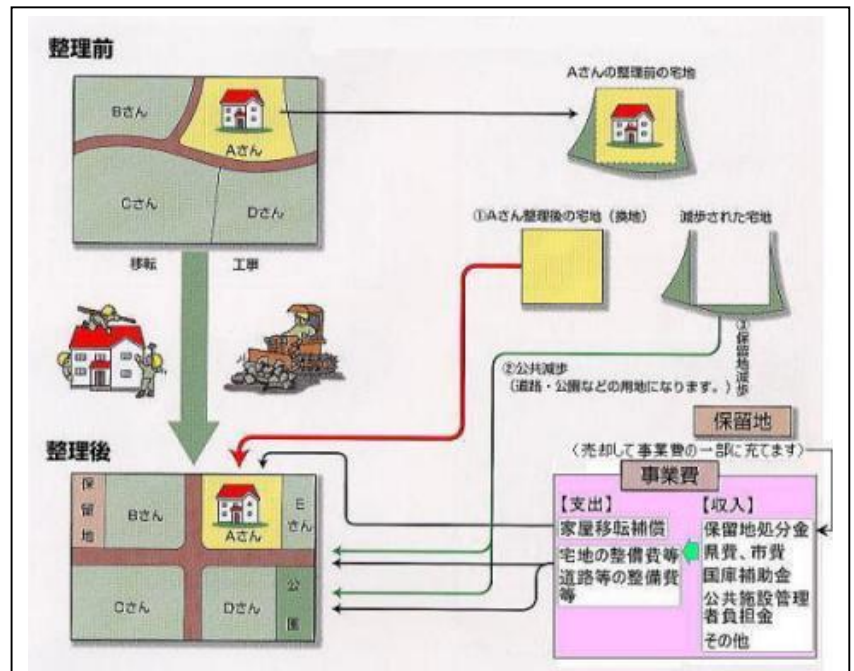 整理前
Bさん
Aさん
Cさん
Dさん
Aさんの整理前の宅地
①Aさん整理後の宅地（換地）
減歩された宅地
移転
工事
②公共減歩
（道路・公園などの用地になります。）
③保留地減歩
保留地
（売却して事業費の一部に充てます）
整理後
保留地
Bさん
Aさん
Eさん
Cさん
Dさん
公園
事業費
【支出】
家屋移転補償
宅地の整備費等
道路等の整備費
等
【収入】
保留地処分金
県費、市費
国庫補助金
公共施設管理
者負担金
その他